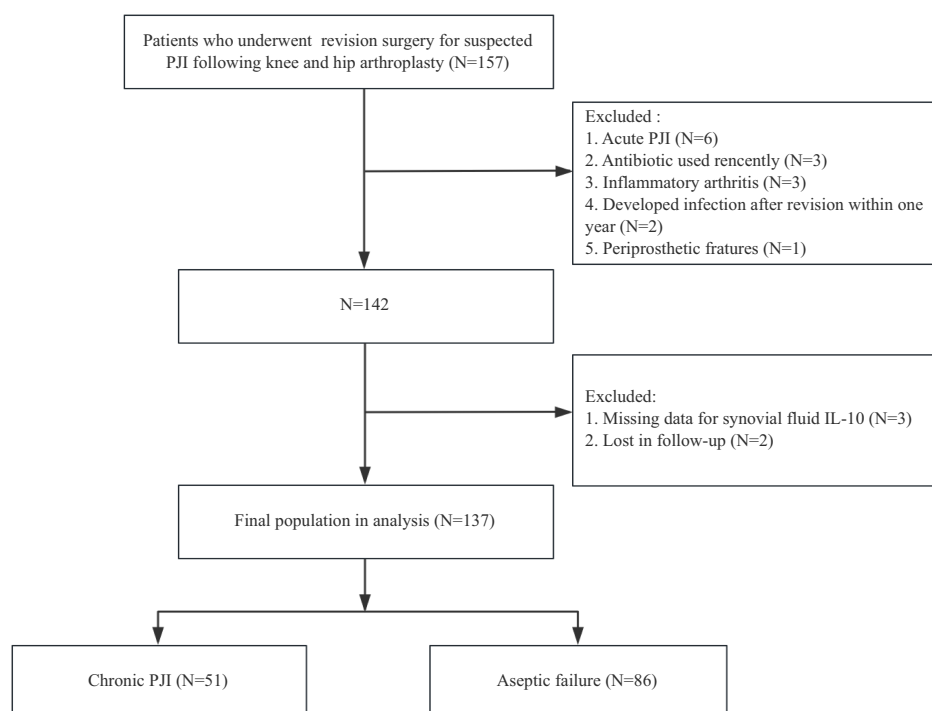 Patients who underwent revision surgery for suspected
PJI following knee and hip arthroplasty (N=157)
Excluded :
1. Acute PJI (N=6)
2. Antibiotic used rencently (N=3)
3. Inflammatory arthritis (N=3)
4. Developed infection after revision within one
year (N=2)
5. Periprosthetic fratures (N=1)
N=142
Excluded:
1. Missing data for synovial fluid IL-10 (N=3)
2. Lost in follow-up (N=2)
Final population in analysis (N=137)
Chronic PJI (N=51)
Aseptic failure (N=86)